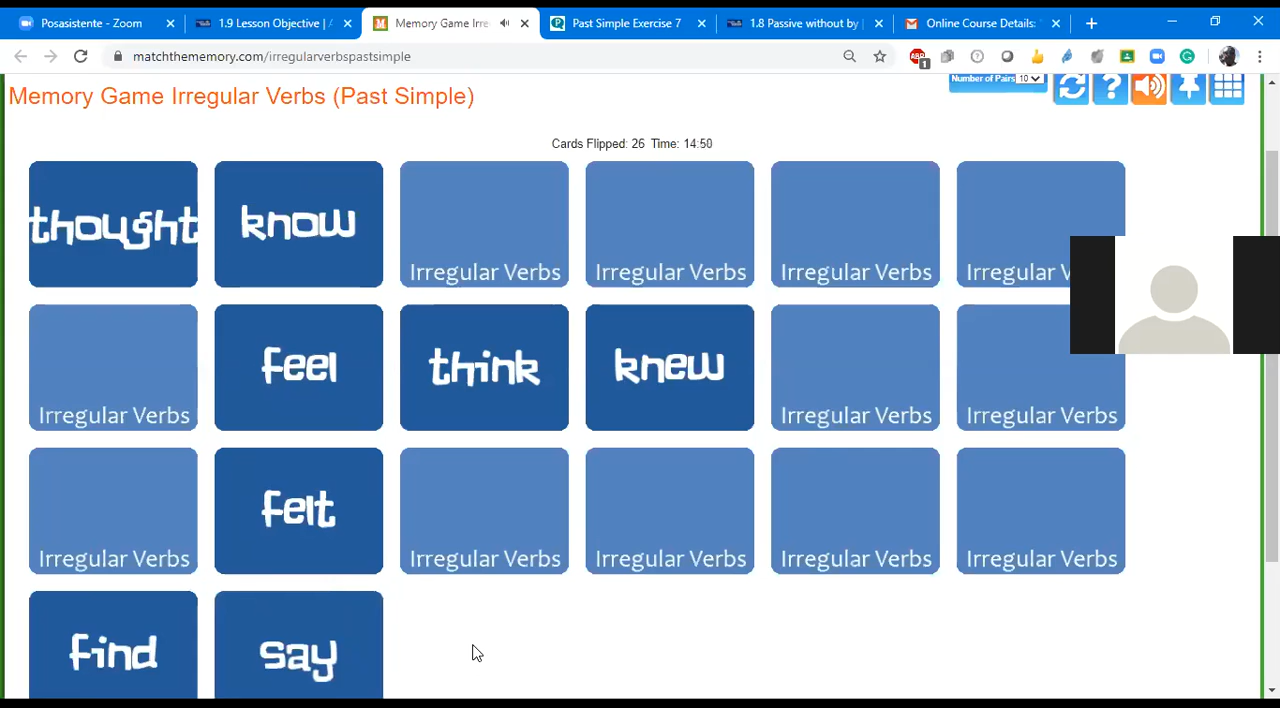 Posasistente - Zoom
1.9 Lesson Objective |
Memory Game Irre
Past Simple Exercise 7
1.8 Passive without by |
Online Course Details:
matchthememory.com/irregularverbspastsimple
ABP
1
Memory Game Irregular Verbs (Past Simple)
Number of Pairs 10
Cards Flipped: 26 Time: 14:50
thought
know
Irregular Verbs
Irregular Verbs
Irregular Verbs
Irregular V
Irregular Verbs
feel
think
knew
Irregular Verbs
Irregular Verbs
Irregular Verbs
felt
Irregular Verbs
Irregular Verbs
Irregular Verbs
Irregular Verbs
find
say